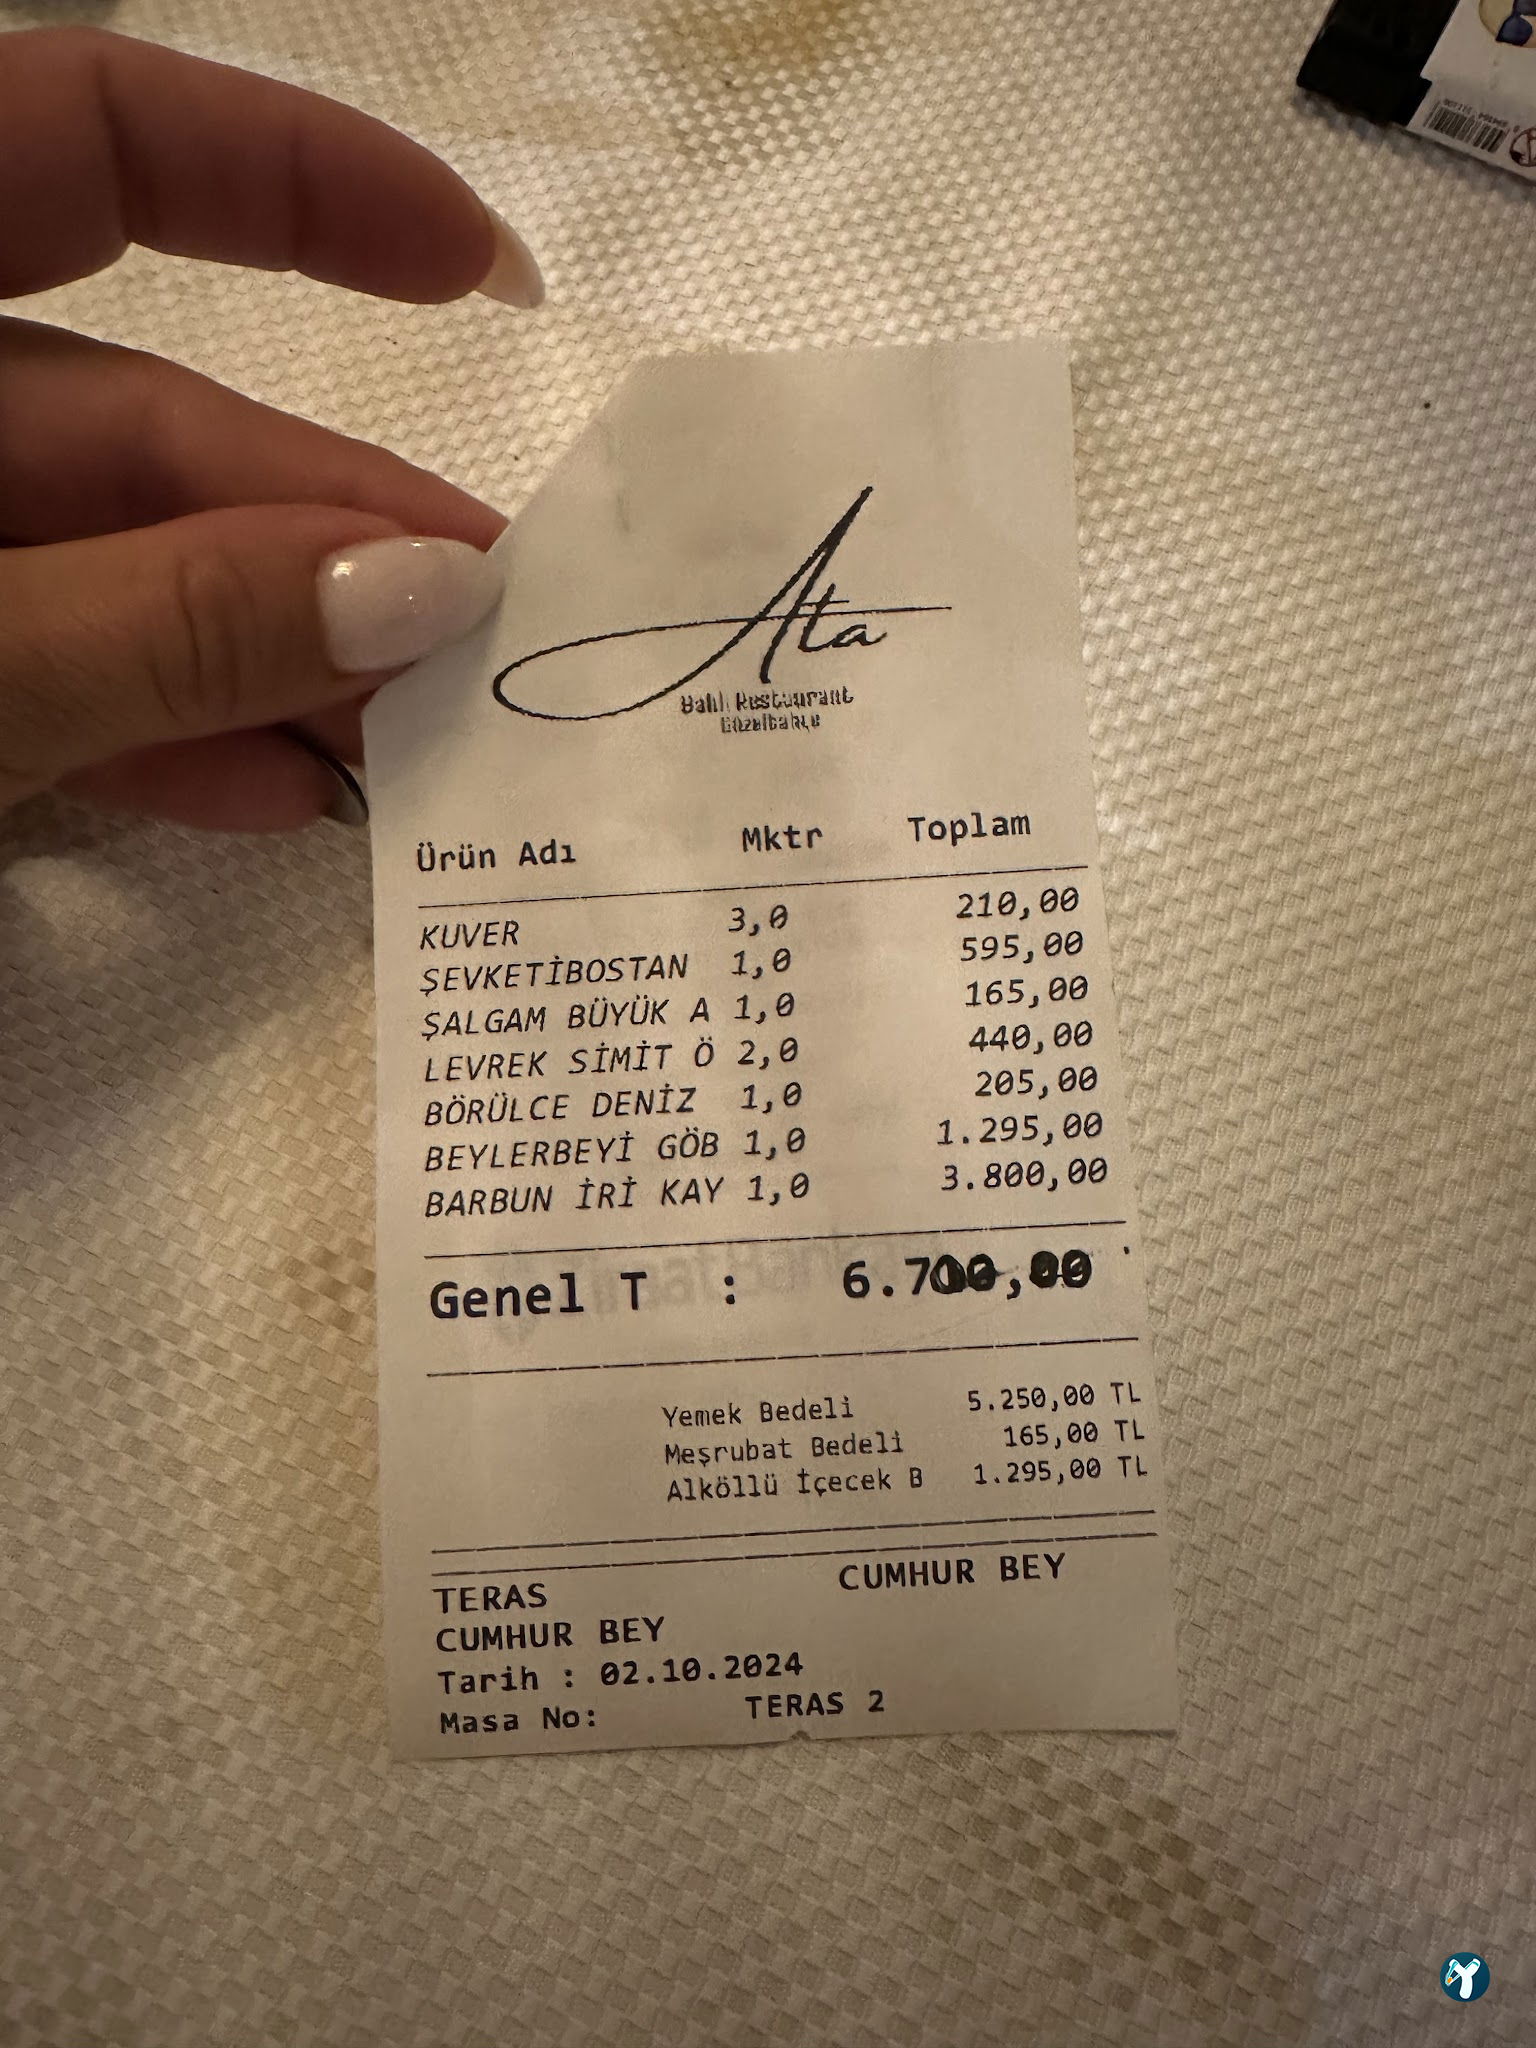 Ata
Balık Restaurant
Güzelbahçe
Ürün Adı Mktr Toplam
KUVER 3,0 210,00
ŞEVKETİBOSTAN 1,0 595,00
ŞALGAM BÜYÜK A 1,0 165,00
LEVREK SİMİT Ö 2,0 440,00
BÖRÜLCE DENİZ 1,0 205,00
BEYLERBEYİ GÖB 1,0 1.295,00
BARBUN İRİ KAY 1,0 3.800,00
Genel T : 6.700,00
Yemek Bedeli 5.250,00 TL
Meşrubat Bedeli 165,00 TL
Alköllü İçecek B 1.295,00 TL
TERAS CUMHUR BEY
CUMHUR BEY
Tarih : 02.10.2024
Masa No: TERAS 2